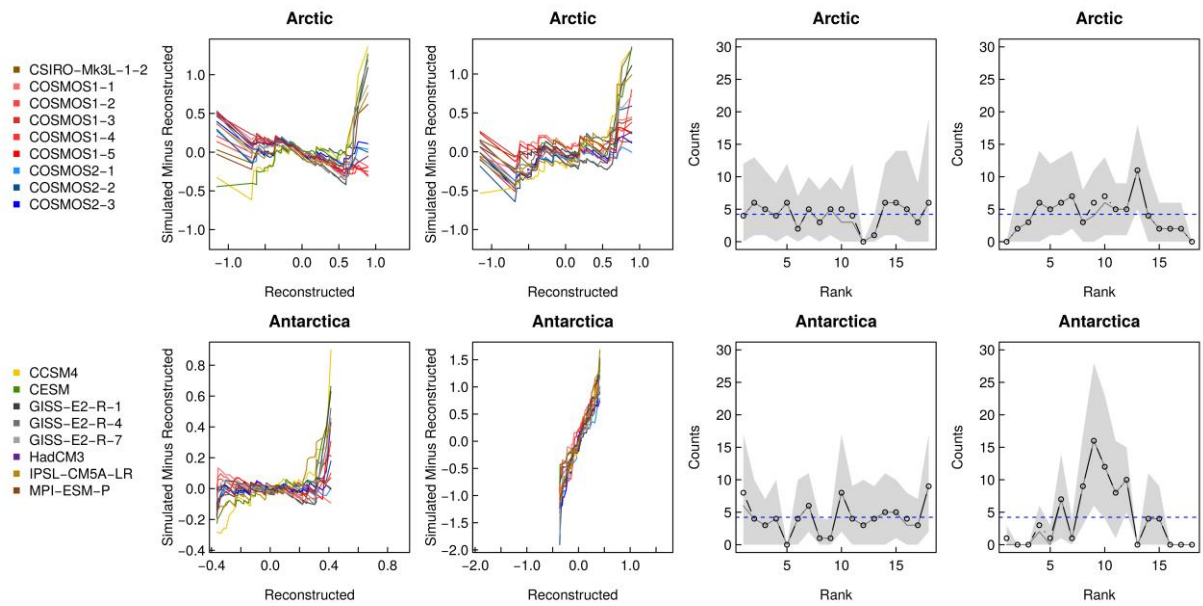 Arctic
Arctic
Arctic
Arctic
CSIRO−Mk3L−1−2
COSMOS1−1
COSMOS1−2
COSMOS1−3
COSMOS1−4
COSMOS1−5
COSMOS2−1
COSMOS2−2
COSMOS2−3
Simulated Minus Reconstructed
1.0
0.5
0.0
−0.5
−1.0
−1.0
0.0
0.5
1.0
Reconstructed
Simulated Minus Reconstructed
1.0
0.5
0.0
−0.5
−1.0
−1.0
0.0
0.5
1.0
Reconstructed
Counts
30
25
20
15
10
5
0
5
10
15
Rank
Counts
30
25
20
15
10
5
0
5
10
15
Rank
Antarctica
Antarctica
Antarctica
Antarctica
CCSM4
CESM
GISS−E2−R−1
GISS−E2−R−4
GISS−E2−R−7
HadCM3
IPSL−CM5A−LR
MPI−ESM−P
Simulated Minus Reconstructed
0.8
0.6
0.4
0.2
0.0
−0.2
−0.4
−0.4
0.0
0.4
0.8
Reconstructed
Simulated Minus Reconstructed
1.5
1.0
0.5
0.0
−0.5
−1.0
−1.5
−2.0
−2.0
−1.0
0.0
1.0
Reconstructed
Counts
30
25
20
15
10
5
0
5
10
15
Rank
Counts
30
25
20
15
10
5
0
5
10
15
Rank